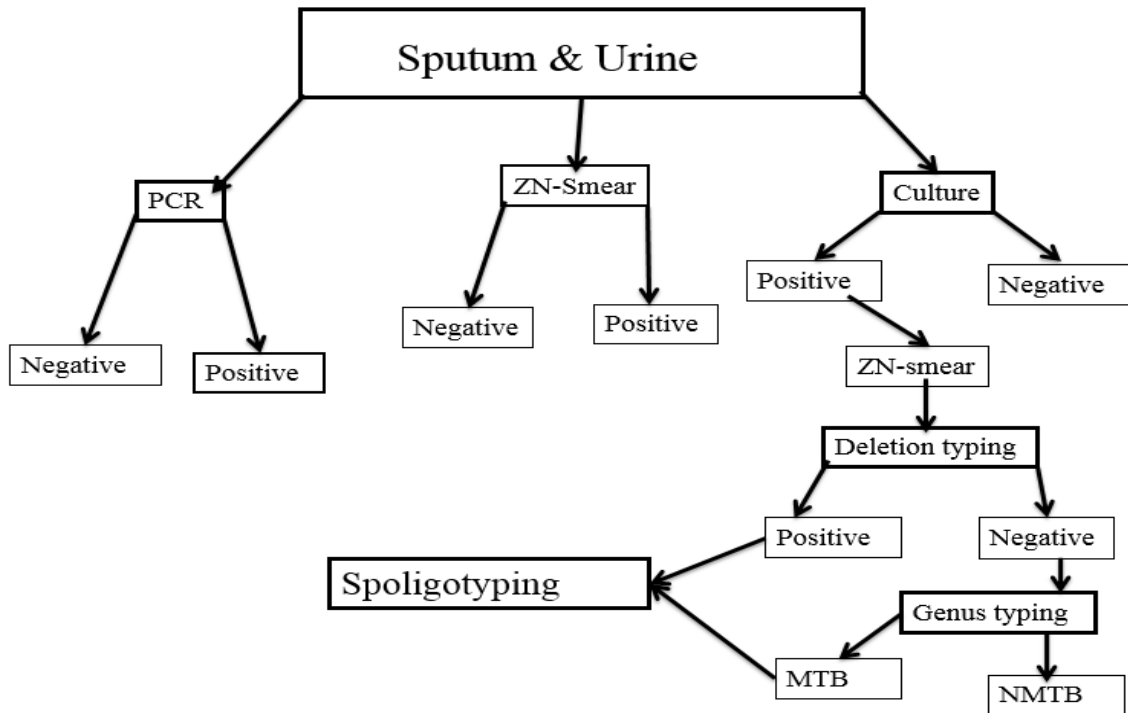 Sputum & Urine
PCR
ZN-Smear
Culture
Negative
Positive
Negative
Positive
Positive
Negative
ZN-smear
Deletion typing
Positive
Negative
Spoligotyping
Genus typing
MTB
NMTB